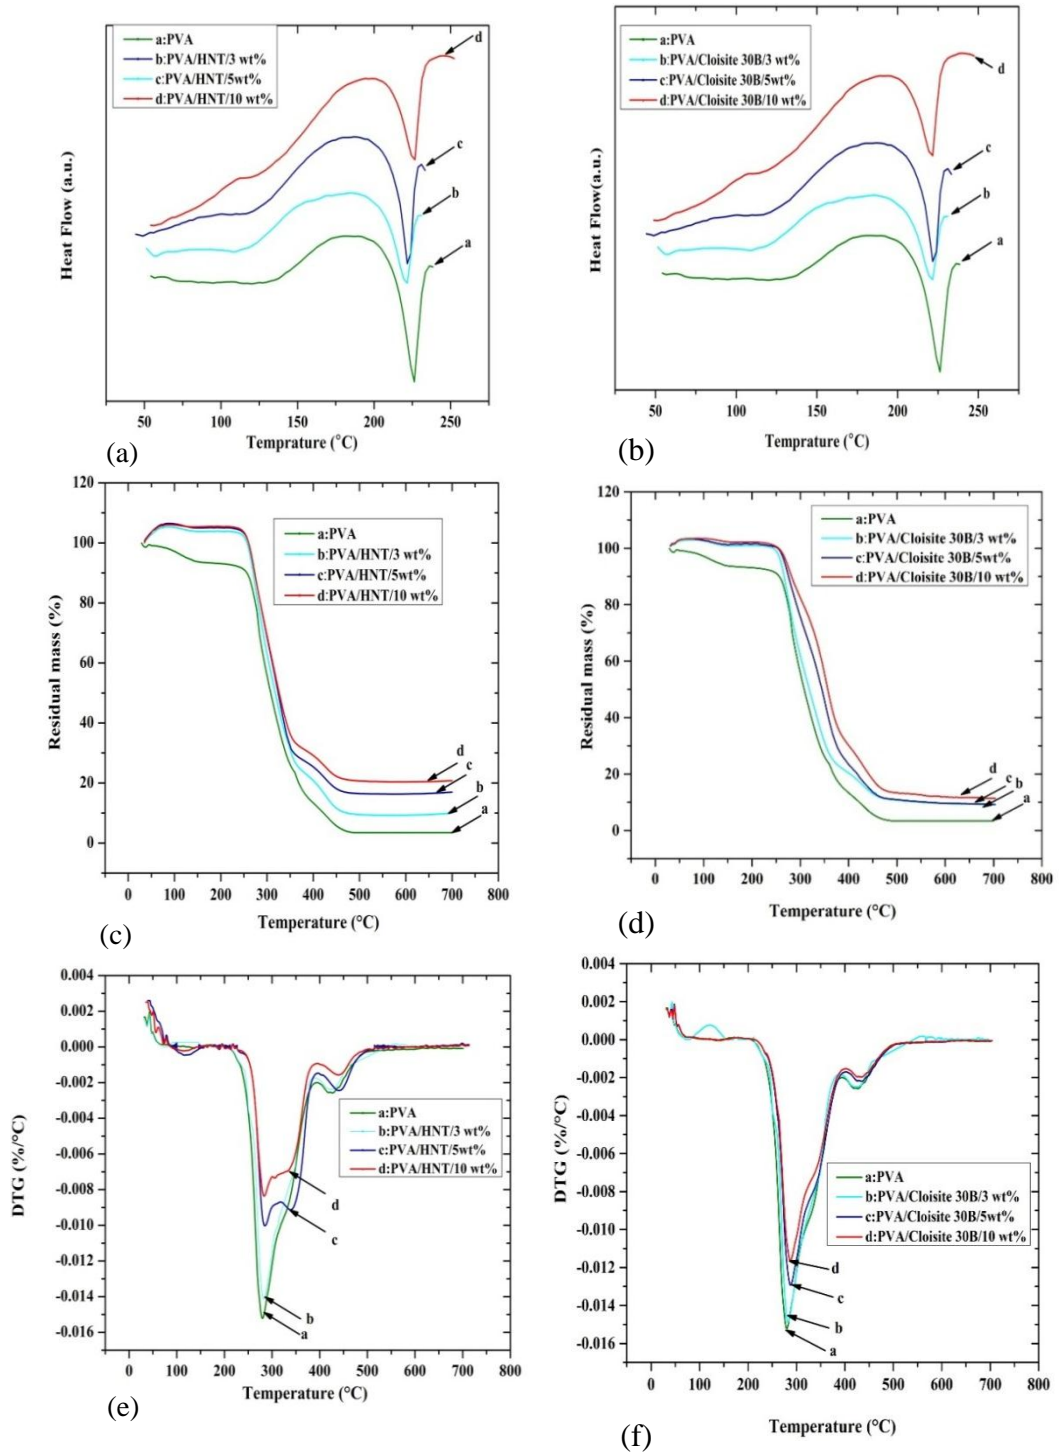 a:PVA
b:PVA/HNT/3 wt%
c:PVA/HNT/5wt%
d:PVA/HNT/10 wt%
d
c
b
a
Heat Flow (a.u.)
50 100 150 200 250
Temprature (°C)
(a)
a:PVA
b:PVA/Cloisite 30B/3 wt%
c:PVA/Cloisite 30B/5wt%
d:PVA/Cloisite 30B/10 wt%
d
c
b
a
Heat Flow(a.u.)
50 100 150 200 250
Temprature (°C)
(b)
120
100
80
60
40
20
0
Residual mass (%)
a:PVA
b:PVA/HNT/3 wt%
c:PVA/HNT/5wt%
d:PVA/HNT/10 wt%
d
c
b
a
0 100 200 300 400 500 600 700 800
Temperature (°C)
(c)
120
100
80
60
40
20
0
Residual mass (%)
a:PVA
b:PVA/Cloisite 30B/3 wt%
c:PVA/Cloisite 30B/5wt%
d:PVA/Cloisite 30B/10 wt%
d
c
b
a
0 100 200 300 400 500 600 700 800
Temperature (°C)
(d)
0.004
0.002
0.000
-0.002
-0.004
-0.006
-0.008
-0.010
-0.012
-0.014
-0.016
DTG (%/°C)
a:PVA
b:PVA/HNT/3 wt%
c:PVA/HNT/5wt%
d:PVA/HNT/10 wt%
d
c
b
a
0 100 200 300 400 500 600 700 800
Temperature (°C)
(e)
0.004
0.002
0.000
-0.002
-0.004
-0.006
-0.008
-0.010
-0.012
-0.014
-0.016
DTG (%/°C)
a:PVA
b:PVA/Cloisite 30B/3 wt%
c:PVA/Cloisite 30B/5wt%
d:PVA/Cloisite 30B/10 wt%
d
c
b
a
0 100 200 300 400 500 600 700 800
Temperature (°C)
(f)